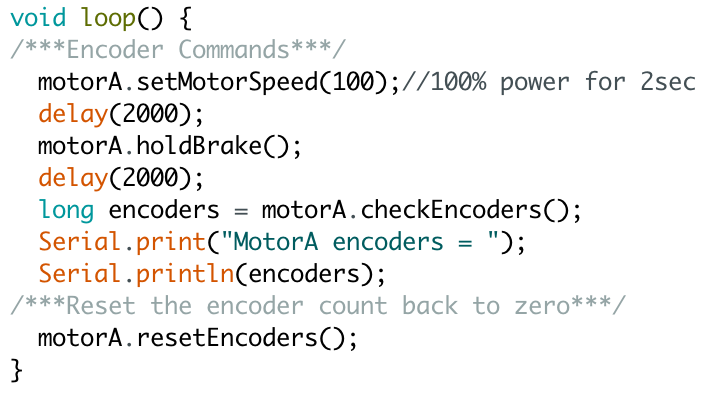 void loop() {
/***Encoder Commands***/
  motorA.setMotorSpeed(100);//100% power for 2sec
  delay(2000);
  motorA.holdBrake();
  delay(2000);
  long encoders = motorA.checkEncoders();
  Serial.print("MotorA encoders = ");
  Serial.println(encoders);
/***Reset the encoder count back to zero***/
  motorA.resetEncoders();
}